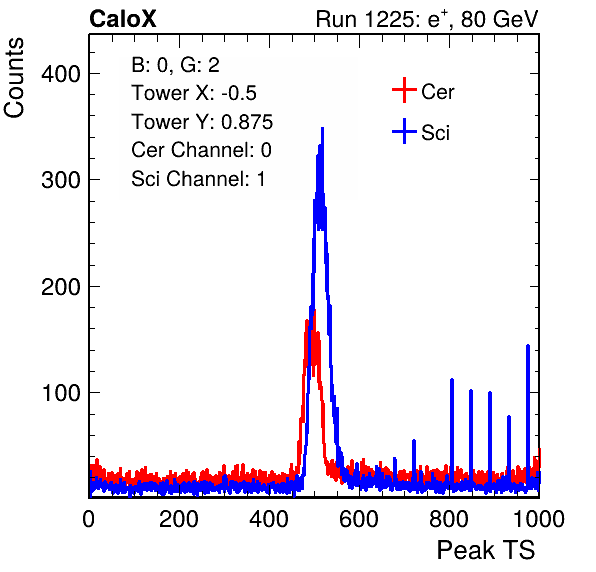 CaloX Run 1225: e⁺, 80 GeV
Counts
B: 0, G: 2
Tower X: -0.5
Tower Y: 0.875
Cer Channel: 0
Sci Channel: 1
Cer
Sci
400
300
200
100
0 200 400 600 800 1000
Peak TS